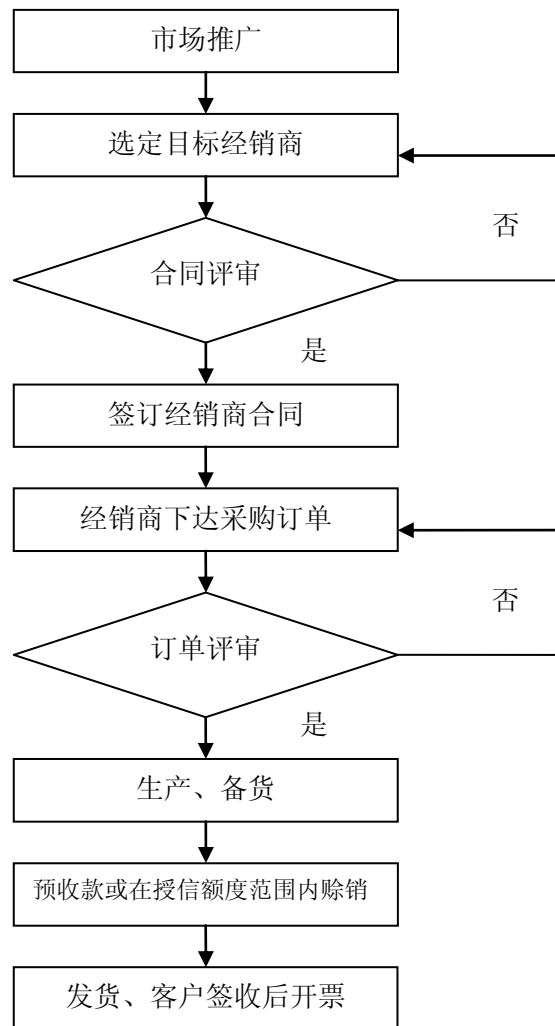 市场推广
选定目标经销商
否
合同评审
是
签订经销商合同
经销商下达采购订单
否
订单评审
是
生产、备货
预收款或在授信额度范围内赊销
发货、客户签收后开票